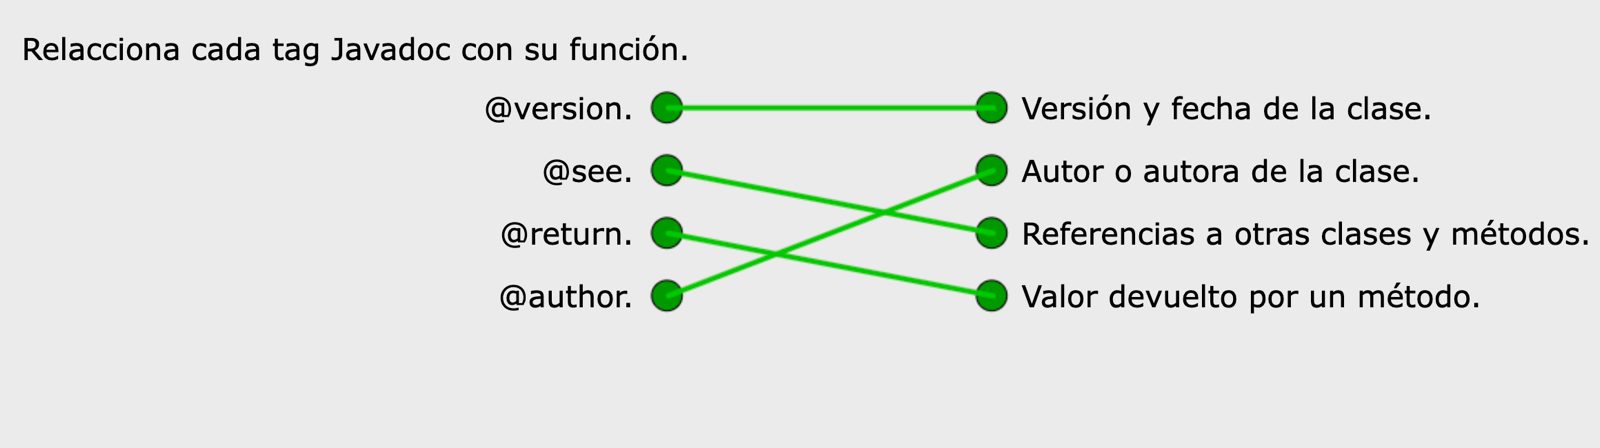 Relacciona cada tag Javadoc con su función.
@version. Versión y fecha de la clase.
@see. Autor o autora de la clase.
@return. Referencias a otras clases y métodos.
@author. Valor devuelto por un método.